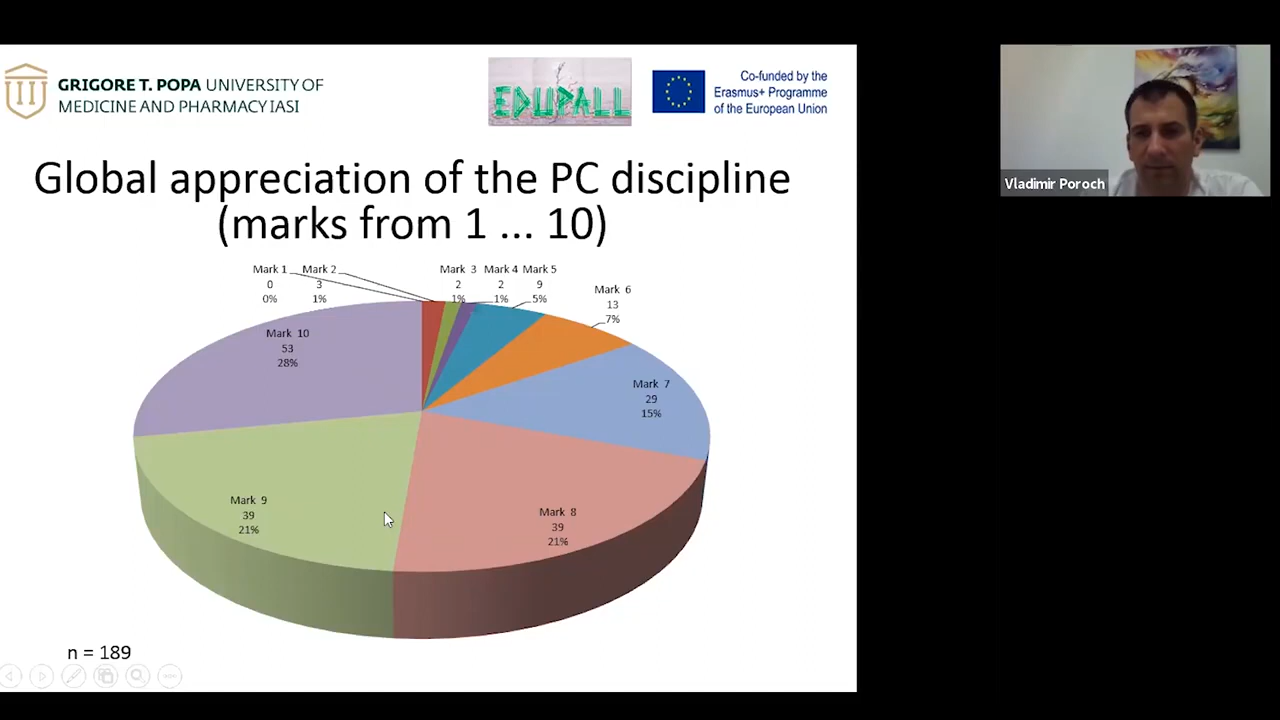 GRIGORE T. POPA UNIVERSITY OF
MEDICINE AND PHARMACY IASI
EDUPALL
Co-funded by the
Erasmus+ Programme
of the European Union
Vladimir Poroch
Global appreciation of the PC discipline
(marks from 1 ... 10)
Mark 1
0
0%
Mark 2
3
1%
Mark 3
2
1%
Mark 4
2
1%
Mark 5
9
5%
Mark 6
13
7%
Mark 7
29
15%
Mark 8
39
21%
Mark 9
39
21%
Mark 10
53
28%
n = 189